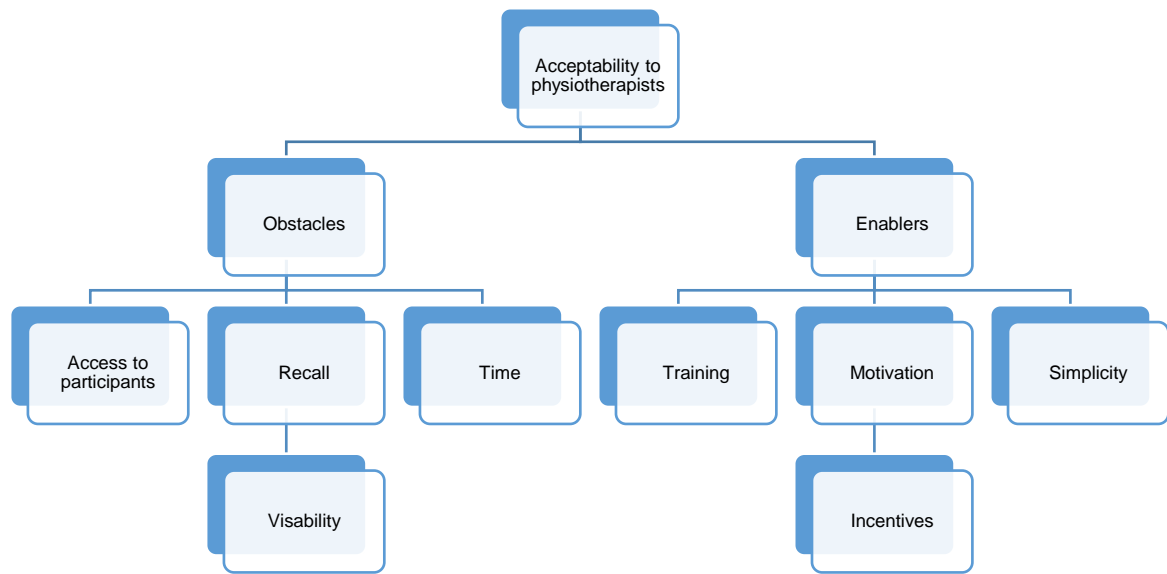 Acceptability to
physiotherapists
Obstacles
Enablers
Access to
participants
Recall
Time
Training
Motivation
Simplicity
Visability
Incentives